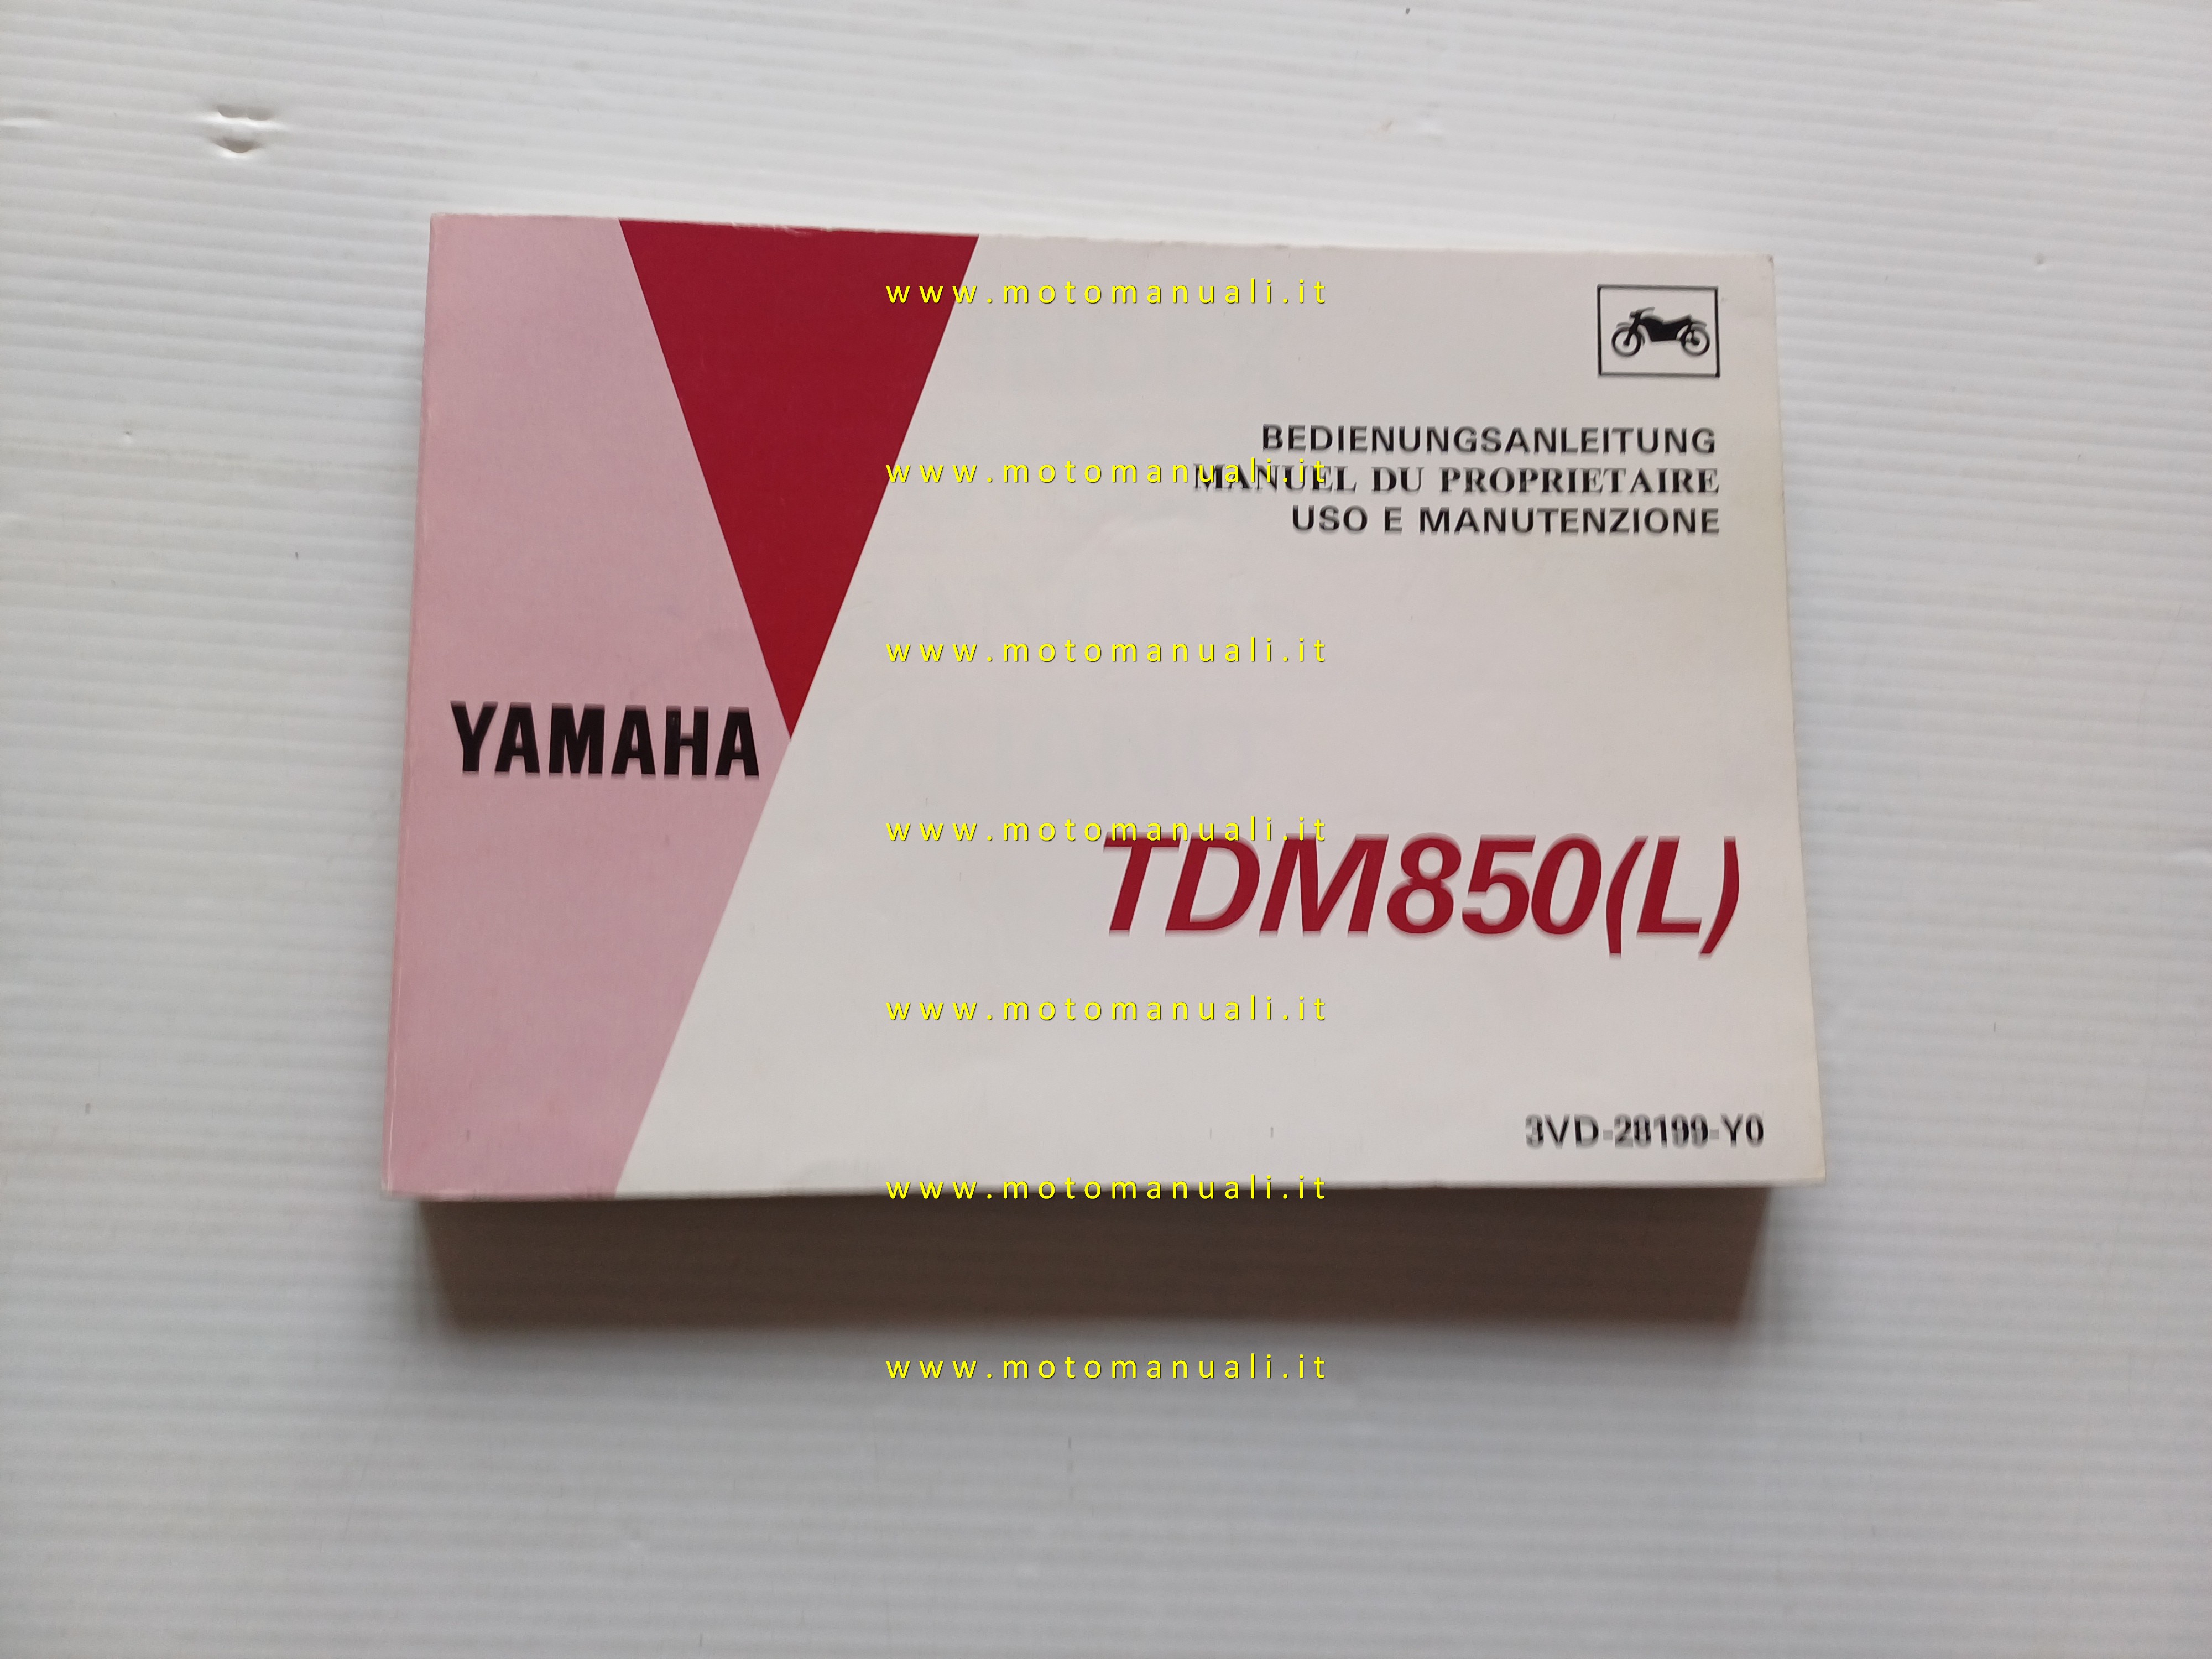 www.motomanuali.it
BEDIENUNGSANLEITUNG
www.motomanuali.it
MANUEL DU PROPRIETAIRE
USO E MANUTENZIONE
www.motomanuali.it
YAMAHA
www.motomanuali.it
TDM850(L)
www.motomanuali.it
3VD-28199-Y0
www.motomanuali.it
www.motomanuali.it